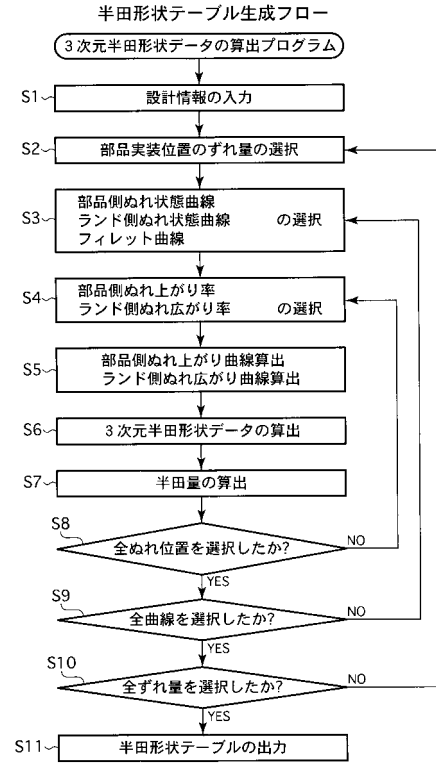 半田形状テーブル生成フロー
3次元半田形状データの算出プログラム
S1
設計情報の入力
S2
部品実装位置のずれ量の選択
S3
部品側ぬれ状態曲線
ランド側ぬれ状態曲線 の選択
フィレット曲線
S4
部品側ぬれ上がり率
ランド側ぬれ広がり率 の選択
S5
部品側ぬれ上がり曲線算出
ランド側ぬれ広がり曲線算出
S6
3次元半田形状データの算出
S7
半田量の算出
S8
全ぬれ位置を選択したか?
NO
YES
S9
全曲線を選択したか?
NO
YES
S10
全ずれ量を選択したか?
NO
YES
S11
半田形状テーブルの出力